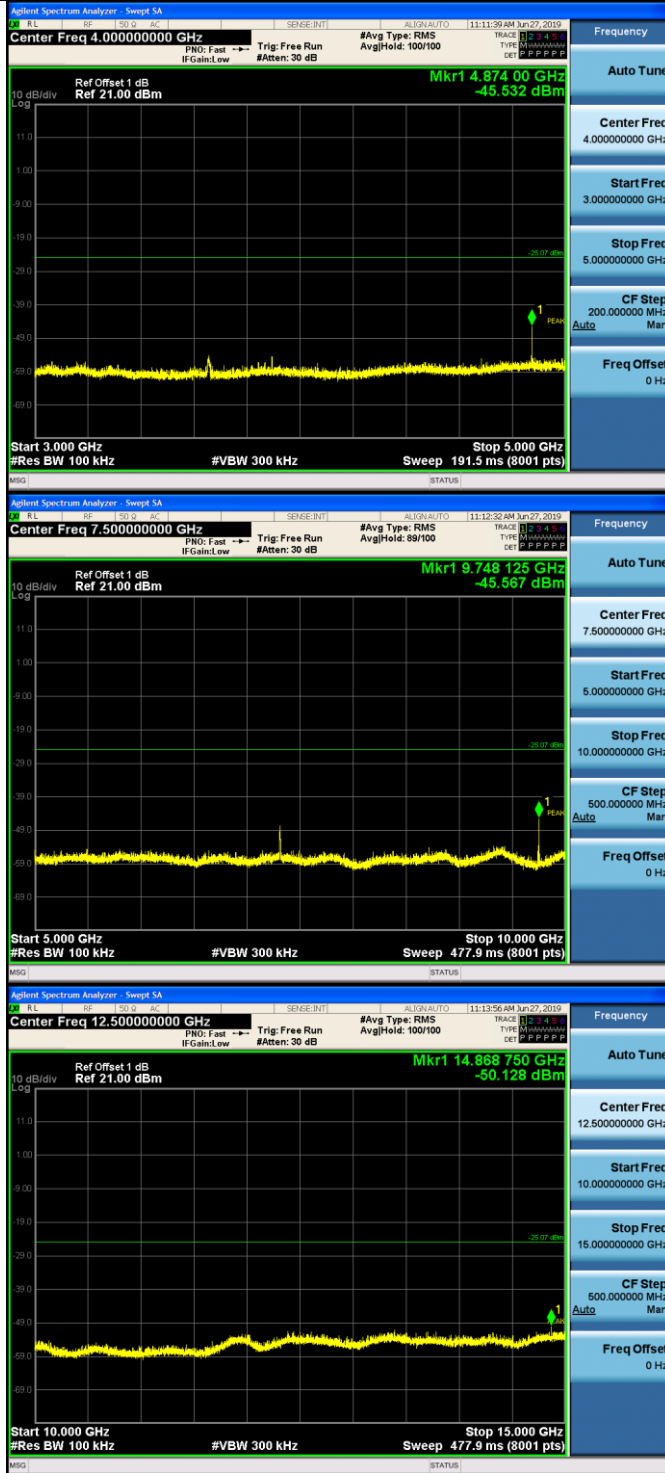 Agilent Spectrum Analyzer - Swept SA
RL RF 50 Ω AC SENSE:INT ALIGNAUTO 11:11:39 AM Jun 27, 2019
Center Freq 4.000000000 GHz #Avg Type: RMS TRACE 1 2 3 4 5 6
PNO: Fast Trig: Free Run Avg|Hold: 100/100 TYPE M
IFGain:Low #Atten: 30 dB DET P P P P P P
Mkr1 4.874 00 GHz
Ref Offset 1 dB -45.532 dBm
10 dB/div Ref 21.00 dBm
Log
11.0
1.00
-9.00
-19.0
-25.07 dBm
-29.0
-39.0
1
PEAK
-49.0
-59.0
-69.0
Start 3.000 GHz Stop 5.000 GHz
#Res BW 100 kHz #VBW 300 kHz Sweep 191.5 ms (8001 pts)
MSG STATUS
Frequency
Auto Tune
Center Freq
4.000000000 GHz
Start Freq
3.000000000 GHz
Stop Freq
5.000000000 GHz
CF Step
200.000000 MHz
Auto Man
Freq Offset
0 Hz
Agilent Spectrum Analyzer - Swept SA
RL RF 50 Ω AC SENSE:INT ALIGNAUTO 11:12:32 AM Jun 27, 2019
Center Freq 7.500000000 GHz #Avg Type: RMS TRACE 1 2 3 4 5 6
PNO: Fast Trig: Free Run Avg|Hold: 89/100 TYPE M
IFGain:Low #Atten: 30 dB DET P P P P P P
Mkr1 9.748 125 GHz
Ref Offset 1 dB -45.567 dBm
10 dB/div Ref 21.00 dBm
Log
11.0
1.00
-9.00
-19.0
-25.07 dBm
-29.0
-39.0
1
PEAK
-49.0
-59.0
-69.0
Start 5.000 GHz Stop 10.000 GHz
#Res BW 100 kHz #VBW 300 kHz Sweep 477.9 ms (8001 pts)
MSG STATUS
Frequency
Auto Tune
Center Freq
7.500000000 GHz
Start Freq
5.000000000 GHz
Stop Freq
10.000000000 GHz
CF Step
500.000000 MHz
Auto Man
Freq Offset
0 Hz
Agilent Spectrum Analyzer - Swept SA
RL RF 50 Ω AC SENSE:INT ALIGNAUTO 11:13:56 AM Jun 27, 2019
Center Freq 12.500000000 GHz #Avg Type: RMS TRACE 1 2 3 4 5 6
PNO: Fast Trig: Free Run Avg|Hold: 100/100 TYPE M
IFGain:Low #Atten: 30 dB DET P P P P P P
Mkr1 14.868 750 GHz
Ref Offset 1 dB -50.128 dBm
10 dB/div Ref 21.00 dBm
Log
11.0
1.00
-9.00
-19.0
-25.07 dBm
-29.0
-39.0
1
-49.0
-59.0
-69.0
Start 10.000 GHz Stop 15.000 GHz
#Res BW 100 kHz #VBW 300 kHz Sweep 477.9 ms (8001 pts)
MSG STATUS
Frequency
Auto Tune
Center Freq
12.500000000 GHz
Start Freq
10.000000000 GHz
Stop Freq
15.000000000 GHz
CF Step
500.000000 MHz
Auto Man
Freq Offset
0 Hz